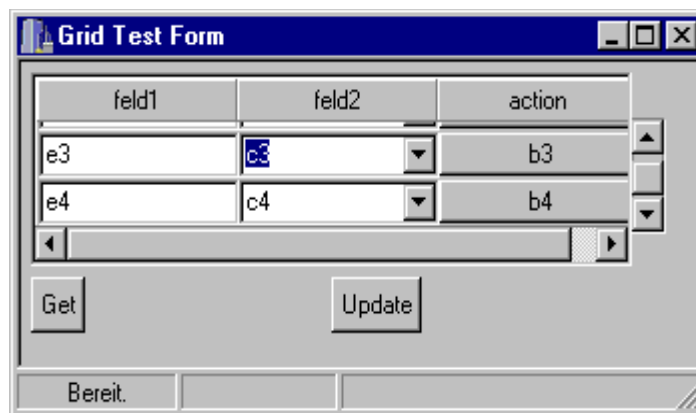 Grid Test Form
feld1 feld2 action
e3 c3 b3
e4 c4 b4
Get Update
Bereit.